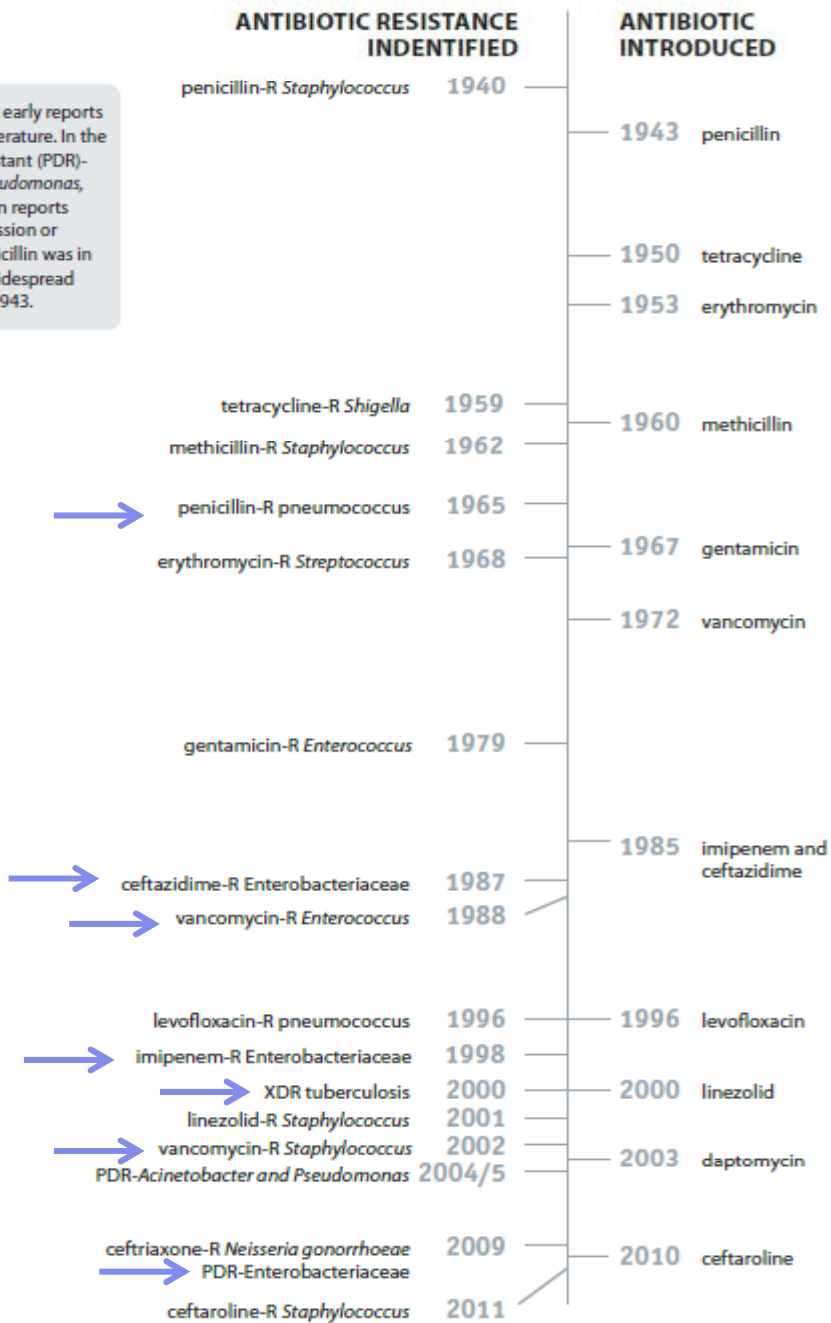 ANTIBIOTIC RESISTANCE
INDENTIFIED
ANTIBIOTIC
INTRODUCED
penicillin-R Staphylococcus 1940
early reports
erature. In the
stant (PDR)-
udomonas,
n reports
ssion or
icillin was in
idespread
943.
1943 penicillin
1950 tetracycline
1953 erythromycin
tetracycline-R Shigella 1959
1960 methicillin
methicillin-R Staphylococcus 1962
penicillin-R pneumococcus 1965
1967 gentamicin
erythromycin-R Streptococcus 1968
1972 vancomycin
gentamicin-R Enterococcus 1979
1985 imipenem and
ceftazidime
ceftazidime-R Enterobacteriaceae 1987
vancomycin-R Enterococcus 1988
levofloxacin-R pneumococcus 1996
1996 levofloxacin
imipenem-R Enterobacteriaceae 1998
XDR tuberculosis 2000
2000 linezolid
linezolid-R Staphylococcus 2001
vancomycin-R Staphylococcus 2002
2003 daptomycin
PDR-Acinetobacter and Pseudomonas 2004/5
ceftriaxone-R Neisseria gonorrhoeae 2009
PDR-Enterobacteriaceae
2010 ceftaroline
ceftaroline-R Staphylococcus 2011